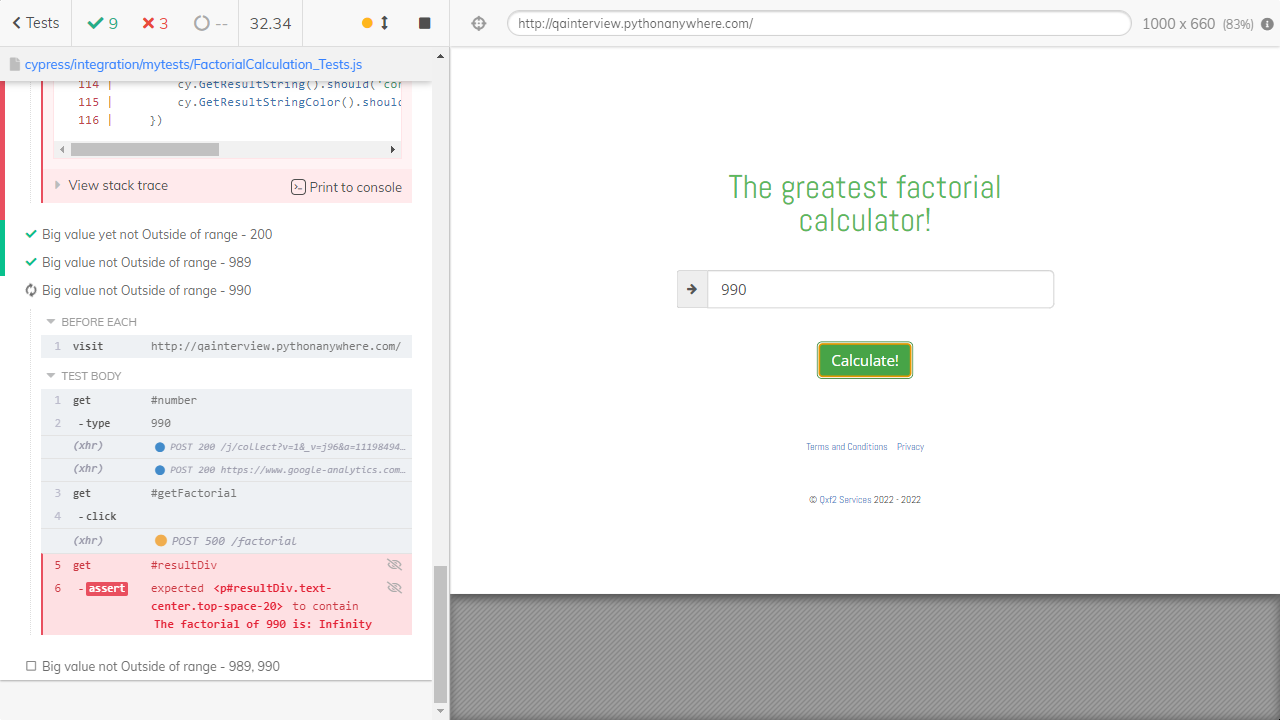 Tests
9
3
--
32.34
http://qainterview.pythonanywhere.com/
1000 x 660 (83%)
cypress/integration/mytests/FactorialCalculation_Tests.js
114 | cy.GetResultString().should('cor
115 | cy.GetResultStringColor().should
116 | })
View stack trace
Print to console
Big value yet not Outside of range - 200
Big value not Outside of range - 989
Big value not Outside of range - 990
BEFORE EACH
1 visit http://qainterview.pythonanywhere.com/
TEST BODY
1 get #number
2 -type 990
(xhr) POST 200 /j/collect?v=1&_v=j96&a=11198494…
(xhr) POST 200 https://www.google-analytics.com…
3 get #getFactorial
4 -click
(xhr) POST 500 /factorial
5 get #resultDiv
6 -assert expected <p#resultDiv.text-
center.top-space-20> to contain
The factorial of 990 is: Infinity
Big value not Outside of range - 989, 990
The greatest factorial
calculator!
990
Calculate!
Terms and Conditions Privacy
© Qxf2 Services 2022 - 2022